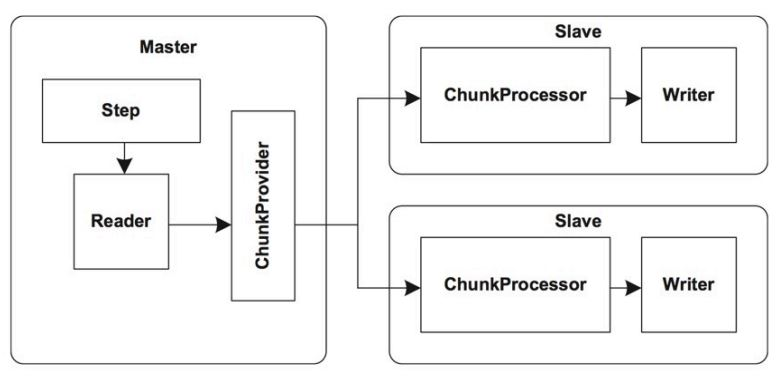 Master
Step
Reader
ChunkProvider
Slave
ChunkProcessor
Writer
Slave
ChunkProcessor
Writer